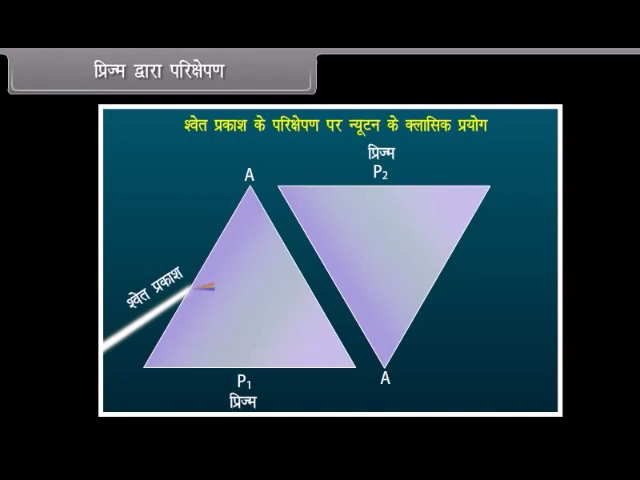 प्रिज्म द्वारा परिक्षेपण
श्वेत प्रकाश के परिक्षेपण पर न्यूटन के क्लासिक प्रयोग
प्रिज्म
P₂
A
श्वेत प्रकाश
P₁
प्रिज्म
A